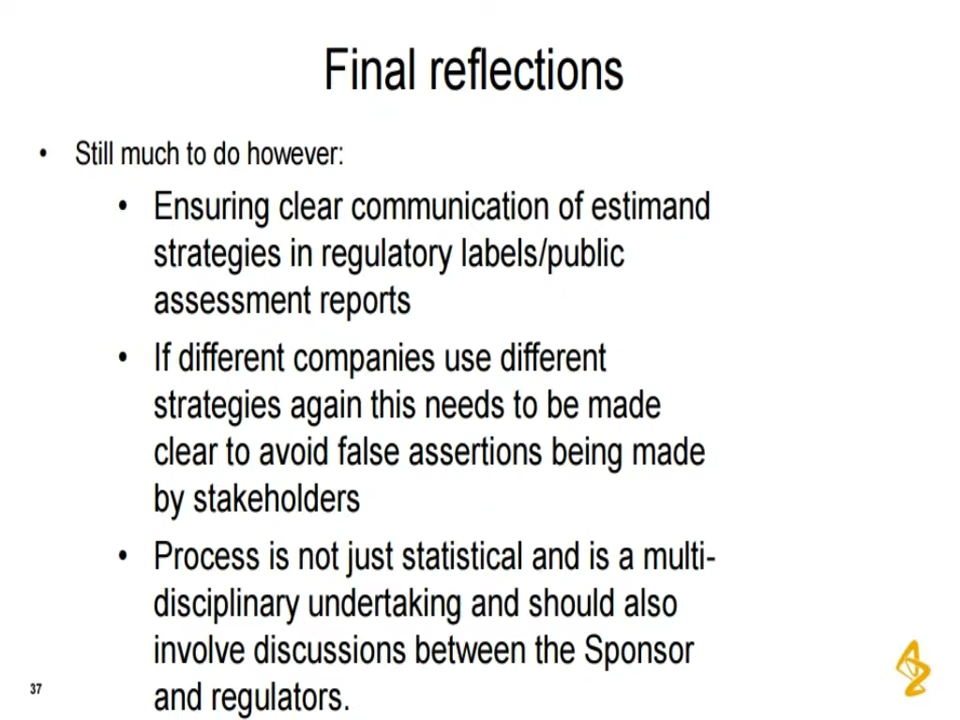 Final reflections
• Still much to do however:
• Ensuring clear communication of estimand
strategies in regulatory labels/public
assessment reports
• If different companies use different
strategies again this needs to be made
clear to avoid false assertions being made
by stakeholders
• Process is not just statistical and is a multi-
disciplinary undertaking and should also
involve discussions between the Sponsor
and regulators.
37